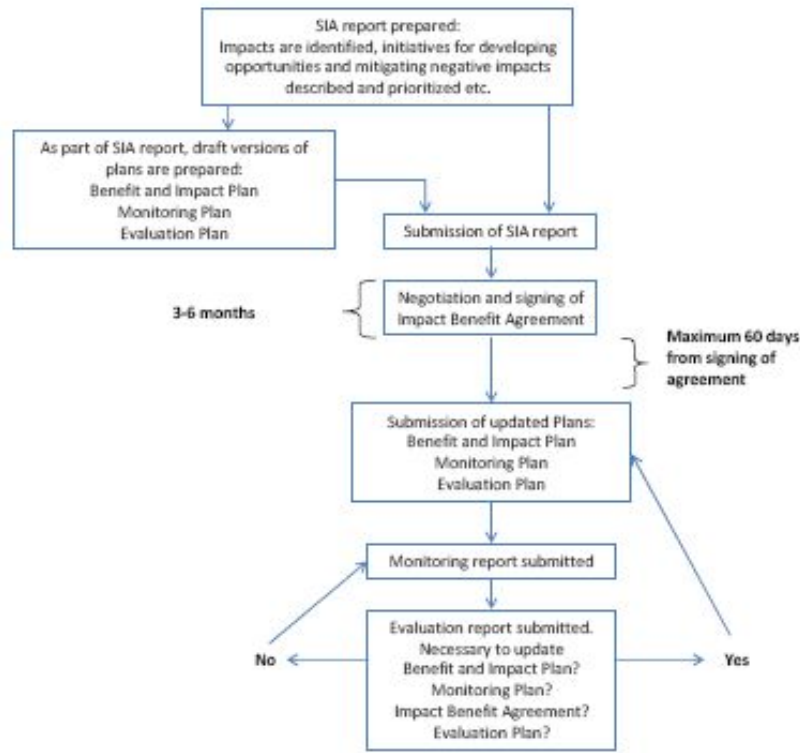 SIA report prepared:
Impacts are identified, initiatives for developing
opportunities and mitigating negative impacts
described and prioritized etc.
As part of SIA report, draft versions of
plans are prepared:
Benefit and Impact Plan
Monitoring Plan
Evaluation Plan
Submission of SIA report
3-6 months
Negotiation and signing of
Impact Benefit Agreement
Maximum 60 days
from signing of
agreement
Submission of updated Plans:
Benefit and Impact Plan
Monitoring Plan
Evaluation Plan
Monitoring report submitted
Evaluation report submitted.
Necessary to update
Benefit and Impact Plan?
Monitoring Plan?
Impact Benefit Agreement?
Evaluation Plan?
No
Yes